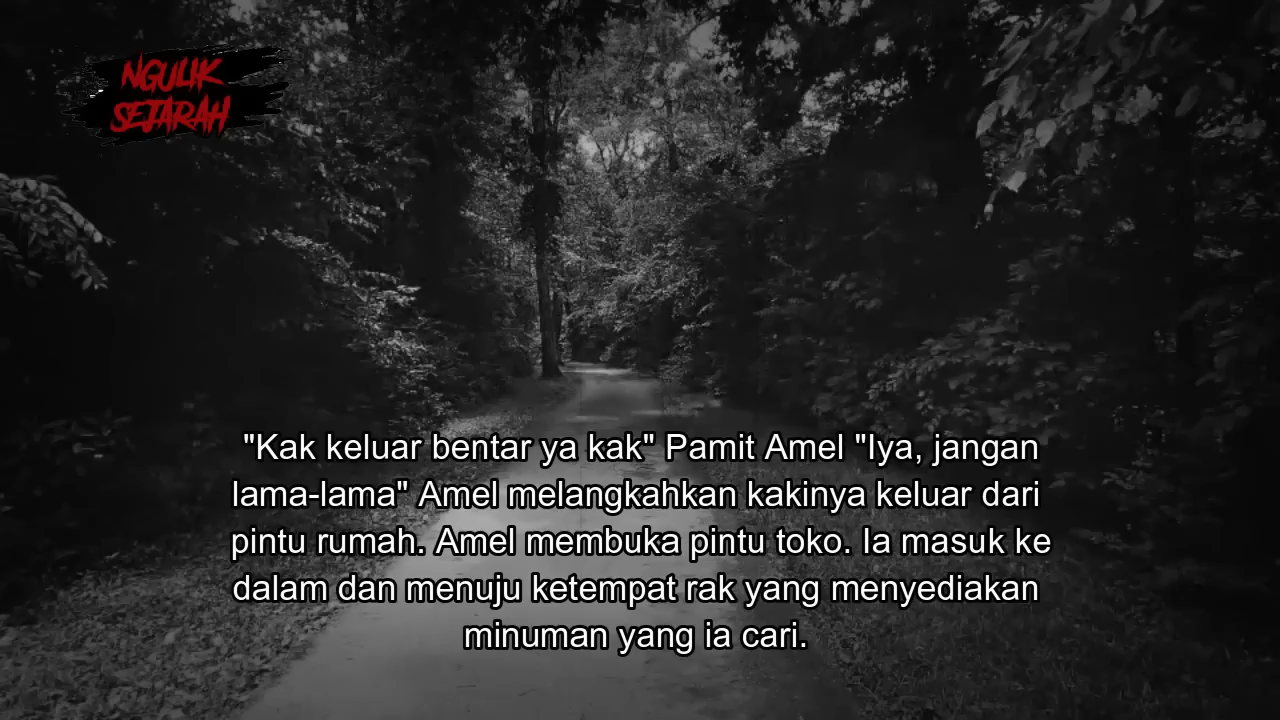 NGULIK
SEJARAH
"Kak keluar bentar ya kak" Pamit Amel "Iya, jangan
lama-lama" Amel melangkahkan kakinya keluar dari
pintu rumah. Amel membuka pintu toko. Ia masuk ke
dalam dan menuju ketempat rak yang menyediakan
minuman yang ia cari.